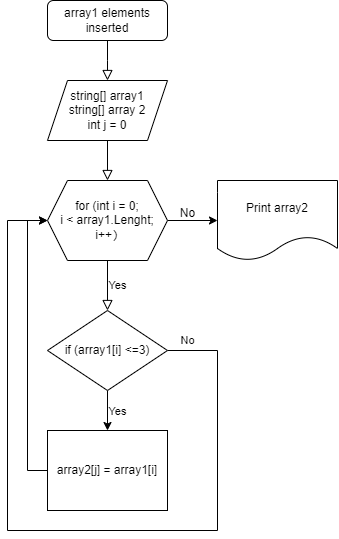 array1 elements
inserted
string[] array1
string[] array 2
int j = 0
for (int i = 0;
i < array1.Lenght;
i++)
No
Print array2
Yes
if (array1[i] <=3)
No
Yes
array2[j] = array1[i]